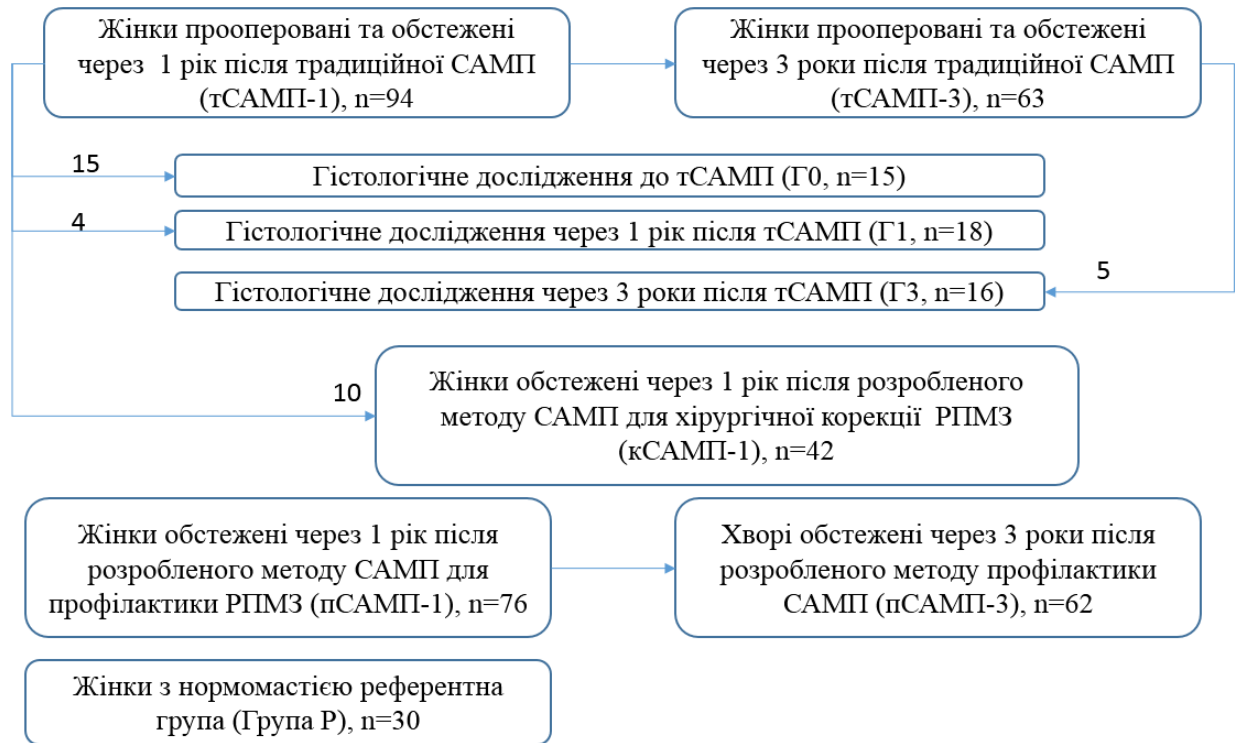 Жінки прооперовані та обстежені
через 1 рік після традиційної САМП
(тСАМП-1), n=94
Жінки прооперовані та обстежені
через 3 роки після традиційної САМП
(тСАМП-3), n=63
15
Гістологічне дослідження до тСАМП (Г0, n=15)
4
Гістологічне дослідження через 1 рік після тСАМП (Г1, n=18)
Гістологічне дослідження через 3 роки після тСАМП (Г3, n=16)
5
10
Жінки обстежені через 1 рік після розробленого
методу САМП для хірургічної корекції РПМЗ
(кСАМП-1), n=42
Жінки обстежені через 1 рік після
розробленого методу САМП для
профілактики РПМЗ (пСАМП-1), n=76
Хворі обстежені через 3 роки після
розробленого методу профілактики
САМП (пСАМП-3), n=62
Жінки з нормомастією референтна
група (Група Р), n=30